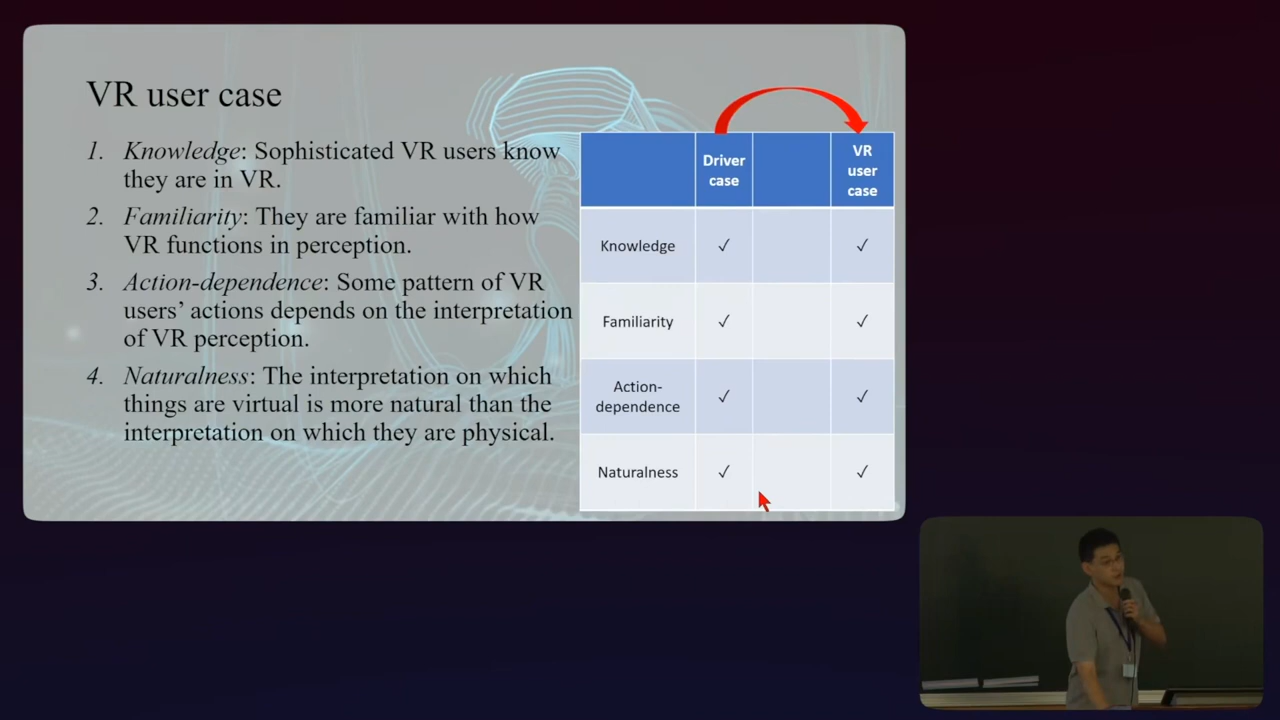 VR user case
1. Knowledge: Sophisticated VR users know
they are in VR.
2. Familiarity: They are familiar with how
VR functions in perception.
3. Action-dependence: Some pattern of VR
users’ actions depends on the interpretation
of VR perception.
4. Naturalness: The interpretation on which
things are virtual is more natural than the
interpretation on which they are physical.
Driver
case
VR
user
case
Knowledge ✓ ✓
Familiarity ✓ ✓
Action-
dependence ✓ ✓
Naturalness ✓ ✓